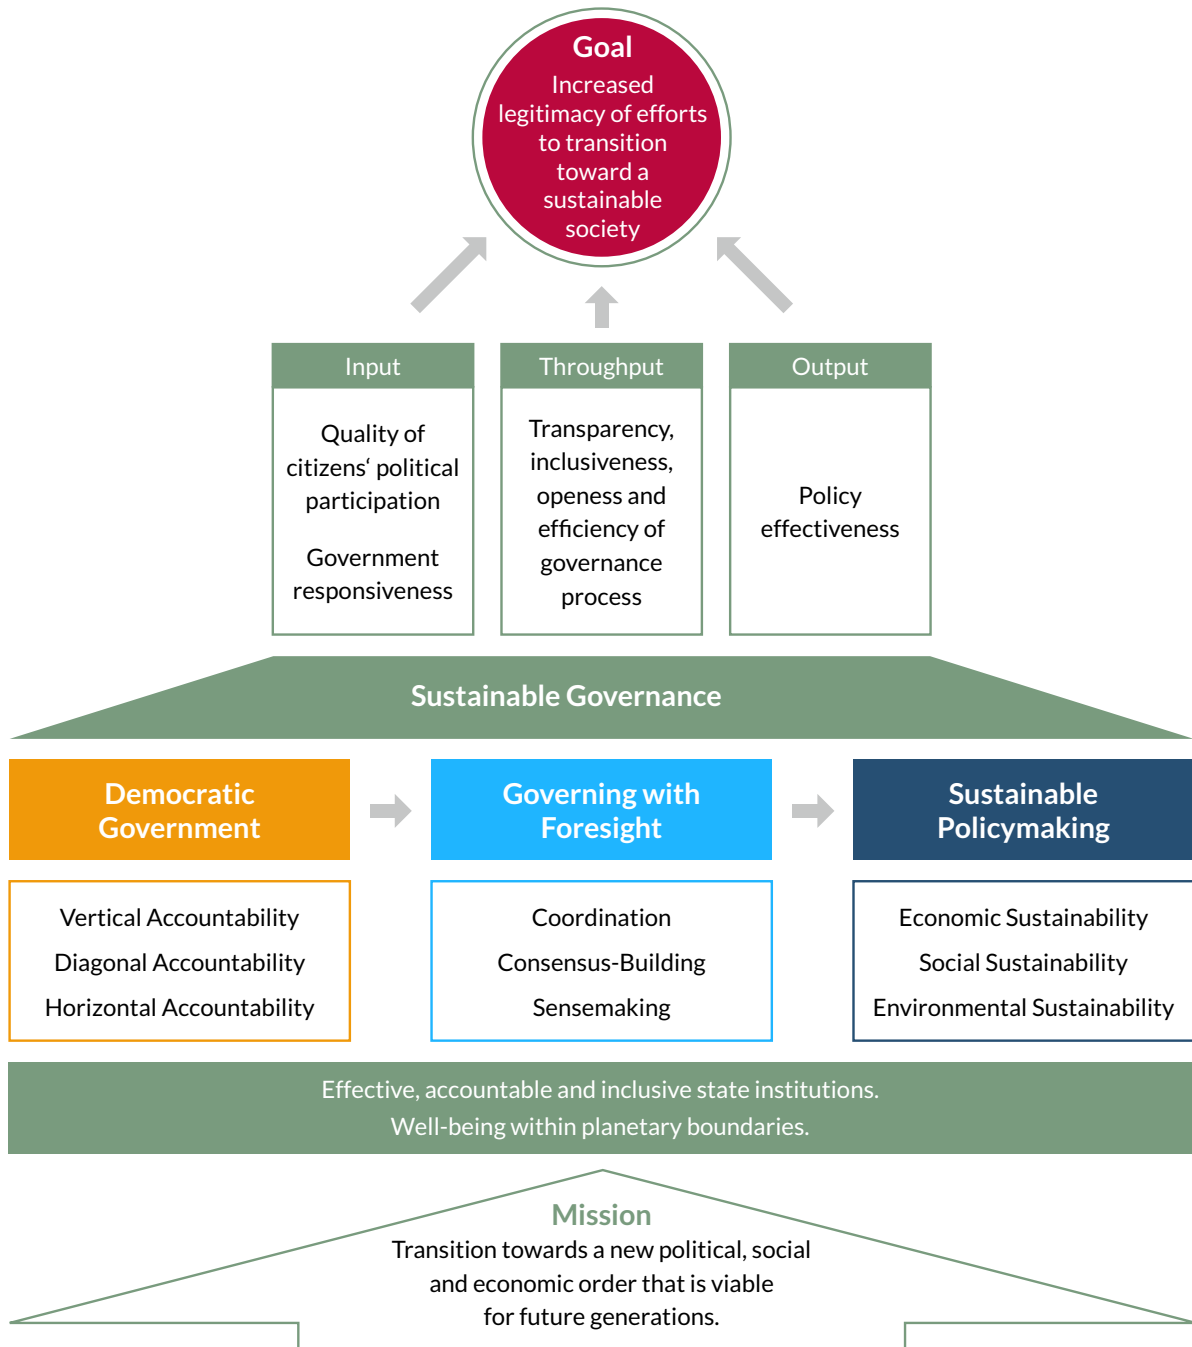 Goal
Increased
legitimacy of efforts
to transition
toward a
sustainable
society
Input
Quality of
citizens‘ political
participation
Government
responsiveness
Throughput
Transparency,
inclusiveness,
openess and
efficiency of
governance
process
Output
Policy
effectiveness
Sustainable Governance
Democratic
Government
Vertical Accountability
Diagonal Accountability
Horizontal Accountability
Governing with
Foresight
Coordination
Consensus-Building
Sensemaking
Sustainable
Policymaking
Economic Sustainability
Social Sustainability
Environmental Sustainability
Effective, accountable and inclusive state institutions.
Well-being within planetary boundaries.
Mission
Transition towards a new political, social
and economic order that is viable
for future generations.